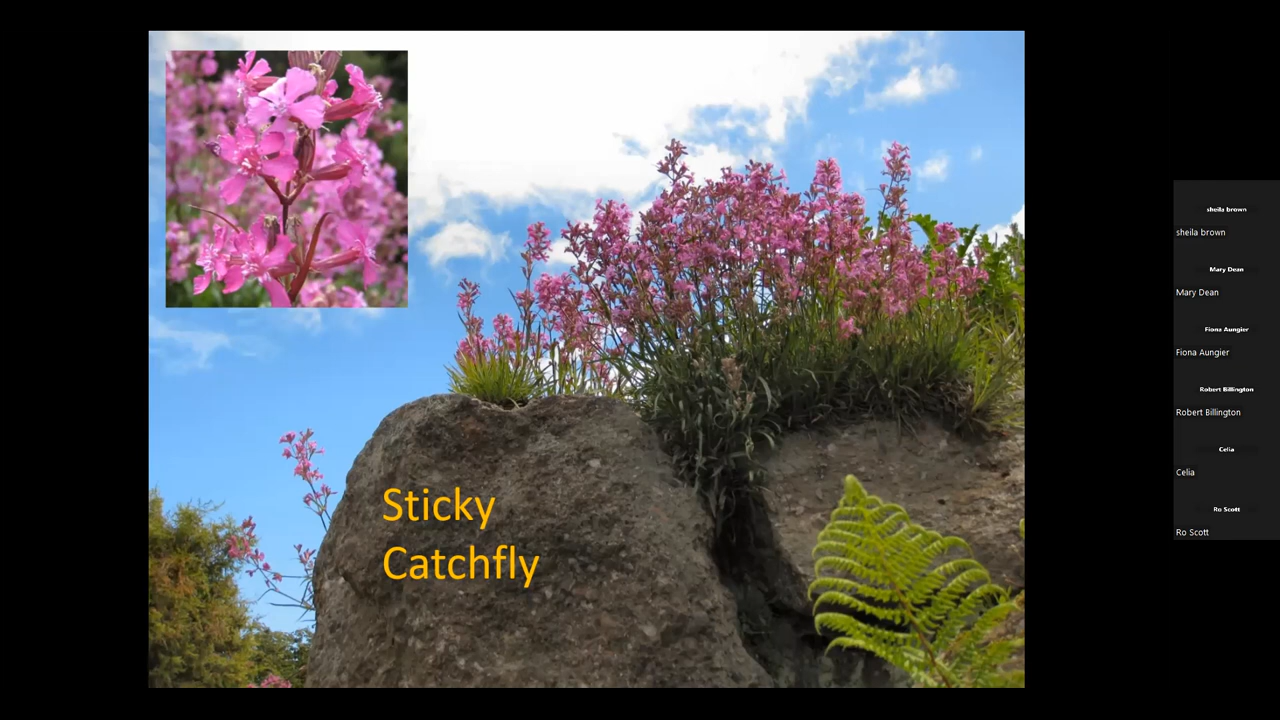 Sticky
Catchfly
sheila brown
sheila brown
Mary Dean
Mary Dean
Fiona Aungier
Fiona Aungier
Robert Billington
Robert Billington
Celia
Celia
Ro Scott
Ro Scott